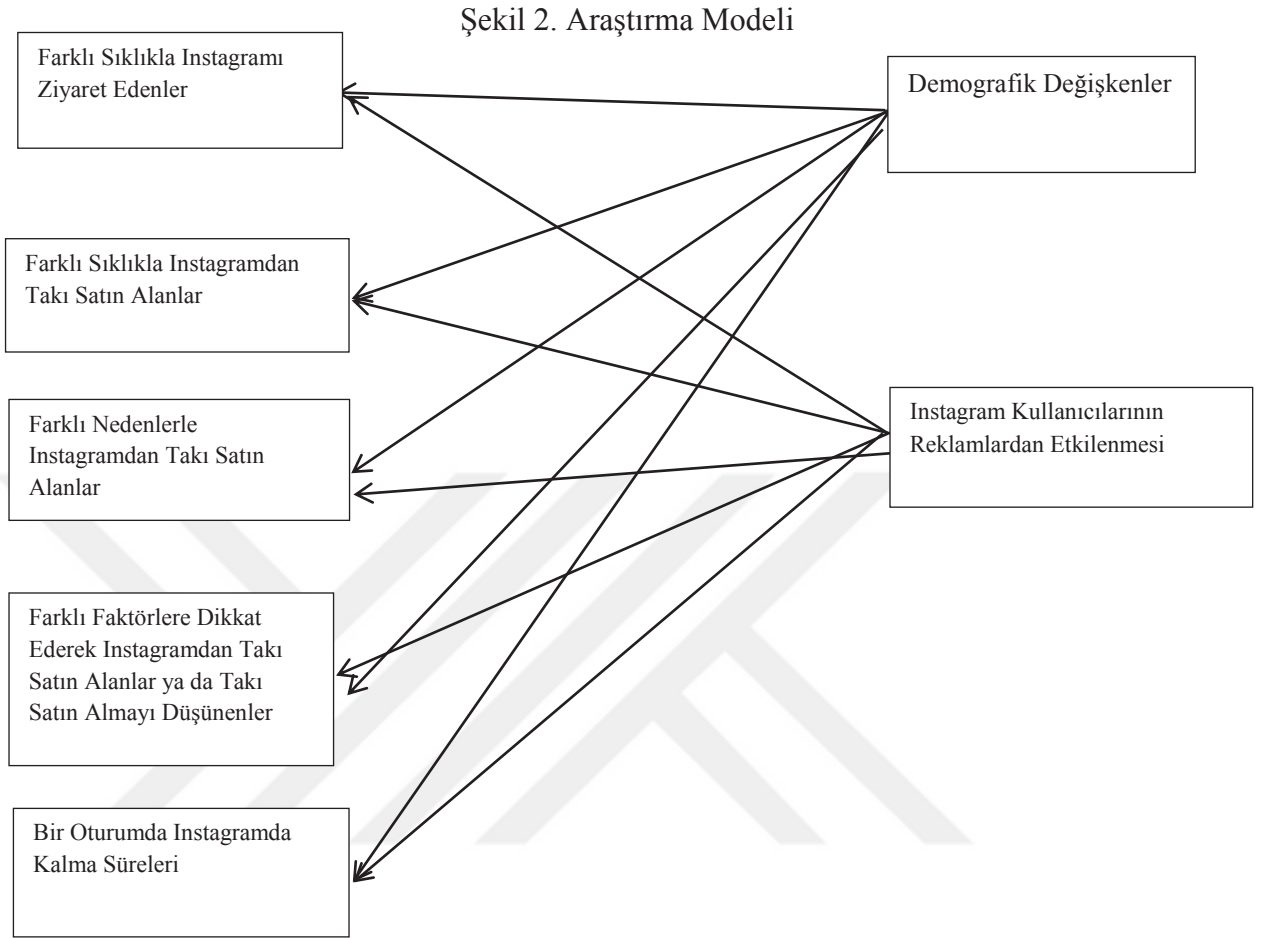 Şekil 2. Araştırma Modeli
Farklı Sıklıkla Instagramı
Ziyaret Edenler
Demografik Değişkenler
Farklı Sıklıkla Instagramdan
Takı Satın Alanlar
Farklı Nedenlerle
Instagramdan Takı Satın
Alanlar
Instagram Kullanıcılarının
Reklamlardan Etkilenmesi
Farklı Faktörlere Dikkat
Ederek Instagramdan Takı
Satın Alanlar ya da Takı
Satın Almayı Düşünenler
Bir Oturumda Instagramda
Kalma Süreleri